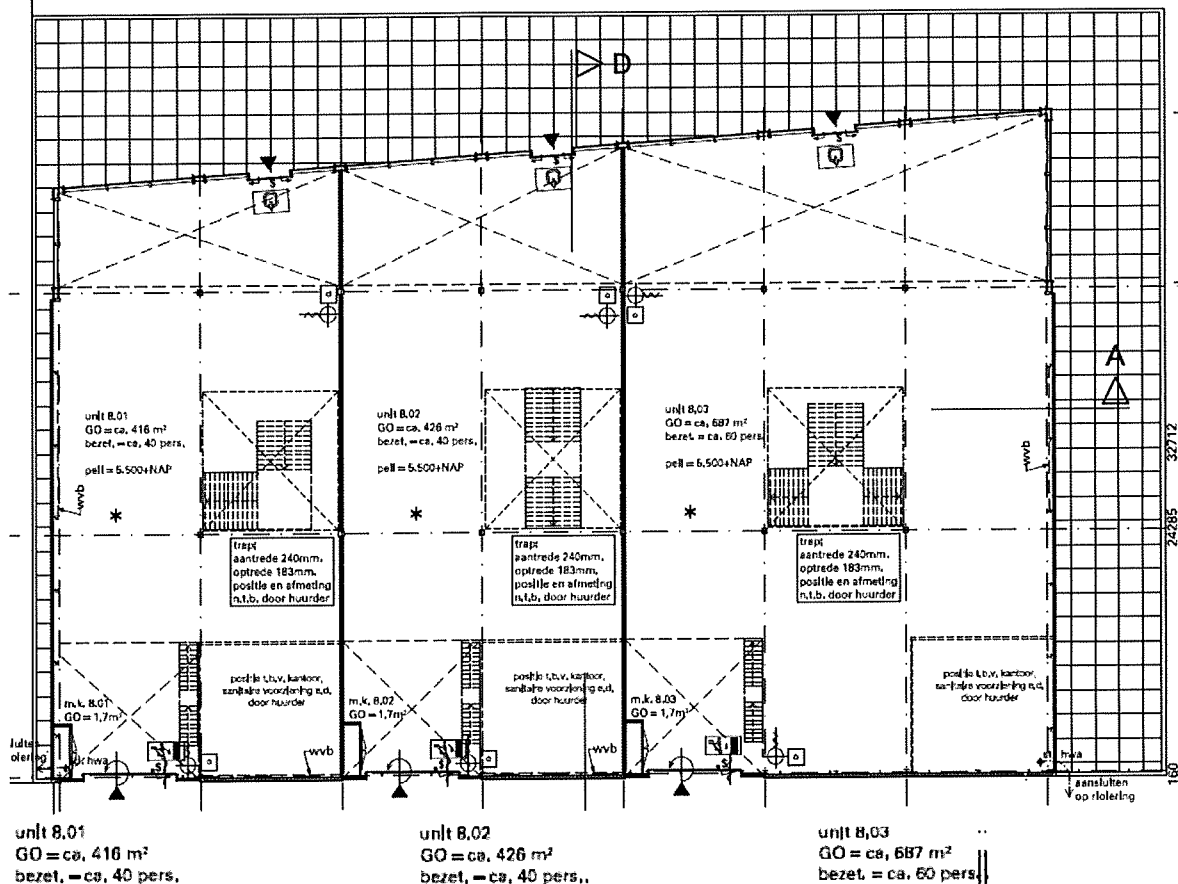 D
A
unit 8.01
GO = ca. 416 m²
bezet. = ca. 40 pers.
peil = 5.500+NAP
unit 8.02
GO = ca. 426 m²
bezet. = ca. 40 pers.
peil = 5.500+NAP
unit 8.03
GO = ca. 687 m²
bezet. = ca. 60 pers.
peil = 5.500+NAP
wvb
wvb
32712
24285
160
trap:
aantrede 240mm.
optrede 183mm.
positie en afmeting
n.t.b. door huurder
trap:
aantrede 240mm.
optrede 183mm.
positie en afmeting
n.t.b. door huurder
trap:
aantrede 240mm.
optrede 183mm.
positie en afmeting
n.t.b. door huurder
m.k. 8.01
GO = 1,7m²
positie t.b.v. kantoor,
sanitaire voorziening e.d.
door huurder
m.k. 8.02
GO = 1,7m²
positie t.b.v. kantoor,
sanitaire voorziening e.d.
door huurder
m.k. 8.03
GO = 1,7m²
positie t.b.v. kantoor,
sanitaire voorziening e.d.
door huurder
hwa
wvb
wvb
hwa
S
S
S
S
S
S
aansluiten
op riolering
unit 8.01
GO = ca. 416 m²
bezet. = ca. 40 pers.
unit 8.02
GO = ca. 426 m²
bezet. = ca. 40 pers..
unit 8.03
GO = ca. 687 m²
bezet. = ca. 60 pers.